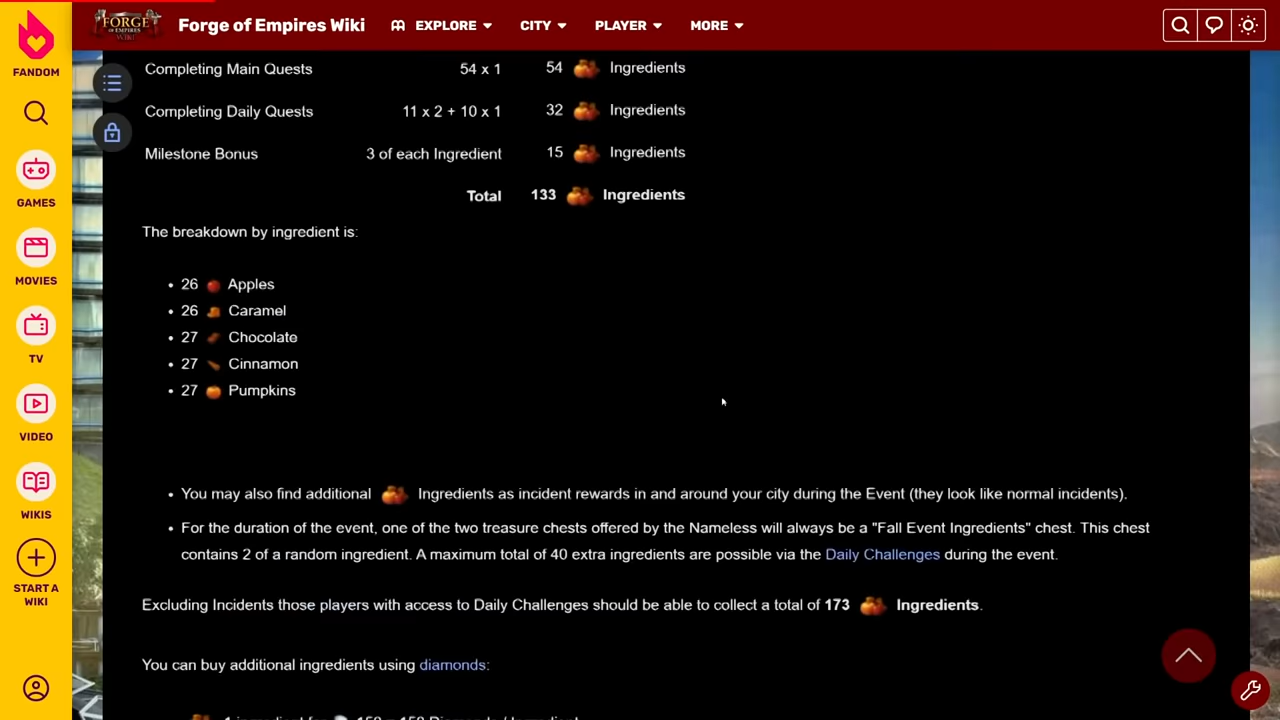 FORGE
OF EMPIRES
WIKI
Forge of Empires Wiki
EXPLORE
CITY
PLAYER
MORE
FANDOM
GAMES
MOVIES
TV
VIDEO
WIKIS
START A
WIKI
Completing Main Quests 54 x 1 54 Ingredients
Completing Daily Quests 11 x 2 + 10 x 1 32 Ingredients
Milestone Bonus 3 of each Ingredient 15 Ingredients
Total 133 Ingredients
The breakdown by ingredient is:
26 Apples
26 Caramel
27 Chocolate
27 Cinnamon
27 Pumpkins
You may also find additional Ingredients as incident rewards in and around your city during the Event (they look like normal incidents).
For the duration of the event, one of the two treasure chests offered by the Nameless will always be a "Fall Event Ingredients" chest. This chest
contains 2 of a random ingredient. A maximum total of 40 extra ingredients are possible via the Daily Challenges during the event.
Excluding Incidents those players with access to Daily Challenges should be able to collect a total of 173 Ingredients.
You can buy additional ingredients using diamonds: